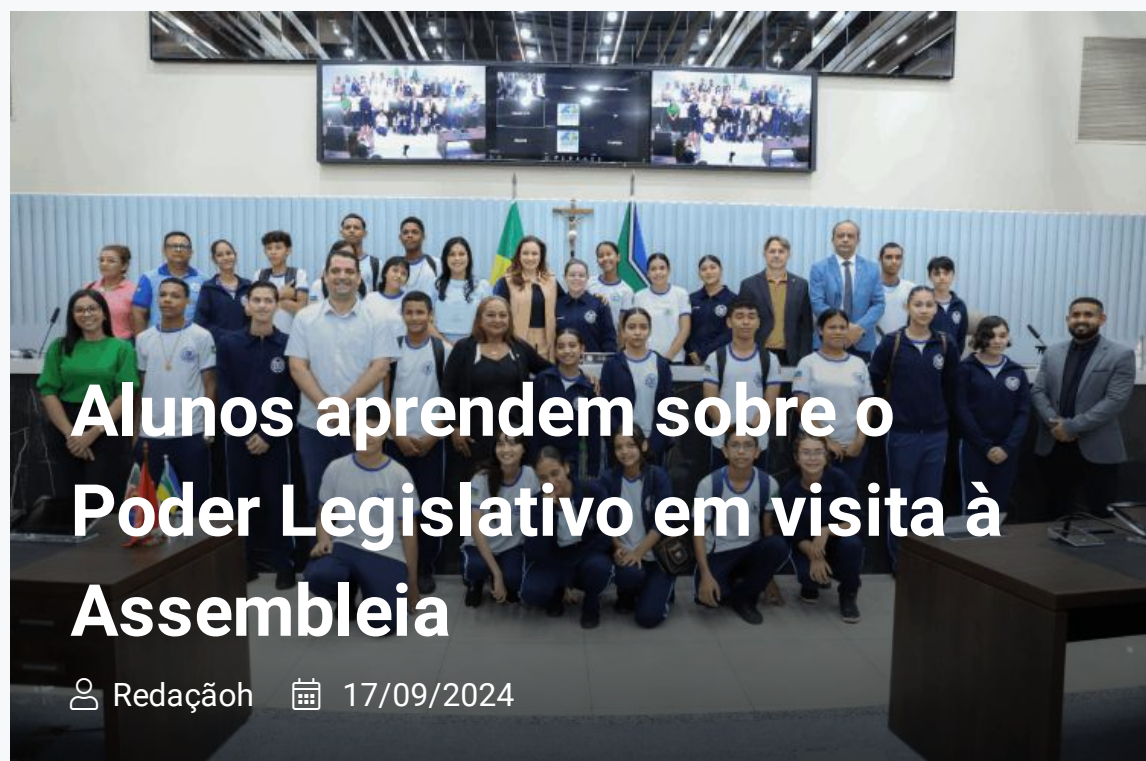 Alunos aprendem sobre o
Poder Legislativo em visita à
Assembleia
Redaçãoh 17/09/2024